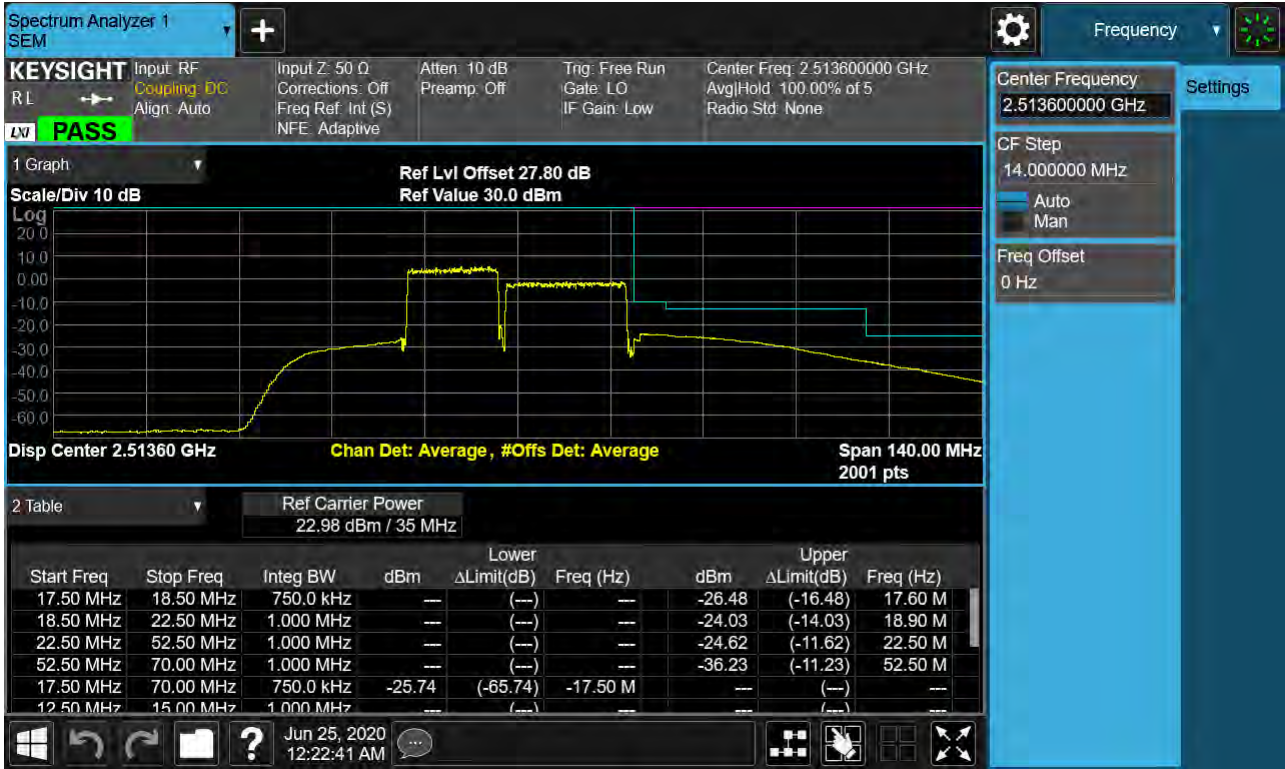 Spectrum Analyzer 1
SEM
Frequency
KEYSIGHT
R L
LXI
PASS
Input: RF
Coupling: DC
Align: Auto
Input Z: 50 Ω
Corrections: Off
Freq Ref: Int (S)
NFE: Adaptive
Atten: 10 dB
Preamp: Off
Trig: Free Run
Gate: LO
IF Gain: Low
Center Freq: 2.513600000 GHz
Avg|Hold: 100.00% of 5
Radio Std: None
Center Frequency
2.513600000 GHz
Settings
CF Step
14.000000 MHz
Auto
Man
Freq Offset
0 Hz
1 Graph
Scale/Div 10 dB
Ref Lvl Offset 27.80 dB
Ref Value 30.0 dBm
Log
20.0
10.0
0.00
-10.0
-20.0
-30.0
-40.0
-50.0
-60.0
Disp Center 2.51360 GHz
Chan Det: Average , #Offs Det: Average
Span 140.00 MHz
2001 pts
2 Table
Ref Carrier Power
22.98 dBm / 35 MHz
Lower Upper
Start Freq Stop Freq Integ BW dBm ΔLimit(dB) Freq (Hz) dBm ΔLimit(dB) Freq (Hz)
17.50 MHz 18.50 MHz 750.0 kHz --- (---) --- -26.48 (-16.48) 17.60 M
18.50 MHz 22.50 MHz 1.000 MHz --- (---) --- -24.03 (-14.03) 18.90 M
22.50 MHz 52.50 MHz 1.000 MHz --- (---) --- -24.62 (-11.62) 22.50 M
52.50 MHz 70.00 MHz 1.000 MHz --- (---) --- -36.23 (-11.23) 52.50 M
17.50 MHz 70.00 MHz 750.0 kHz -25.74 (-65.74) -17.50 M --- (---) ---
12.50 MHz 15.00 MHz 1.000 MHz --- (---) --- --- (---) ---
?
Jun 25, 2020
12:22:41 AM